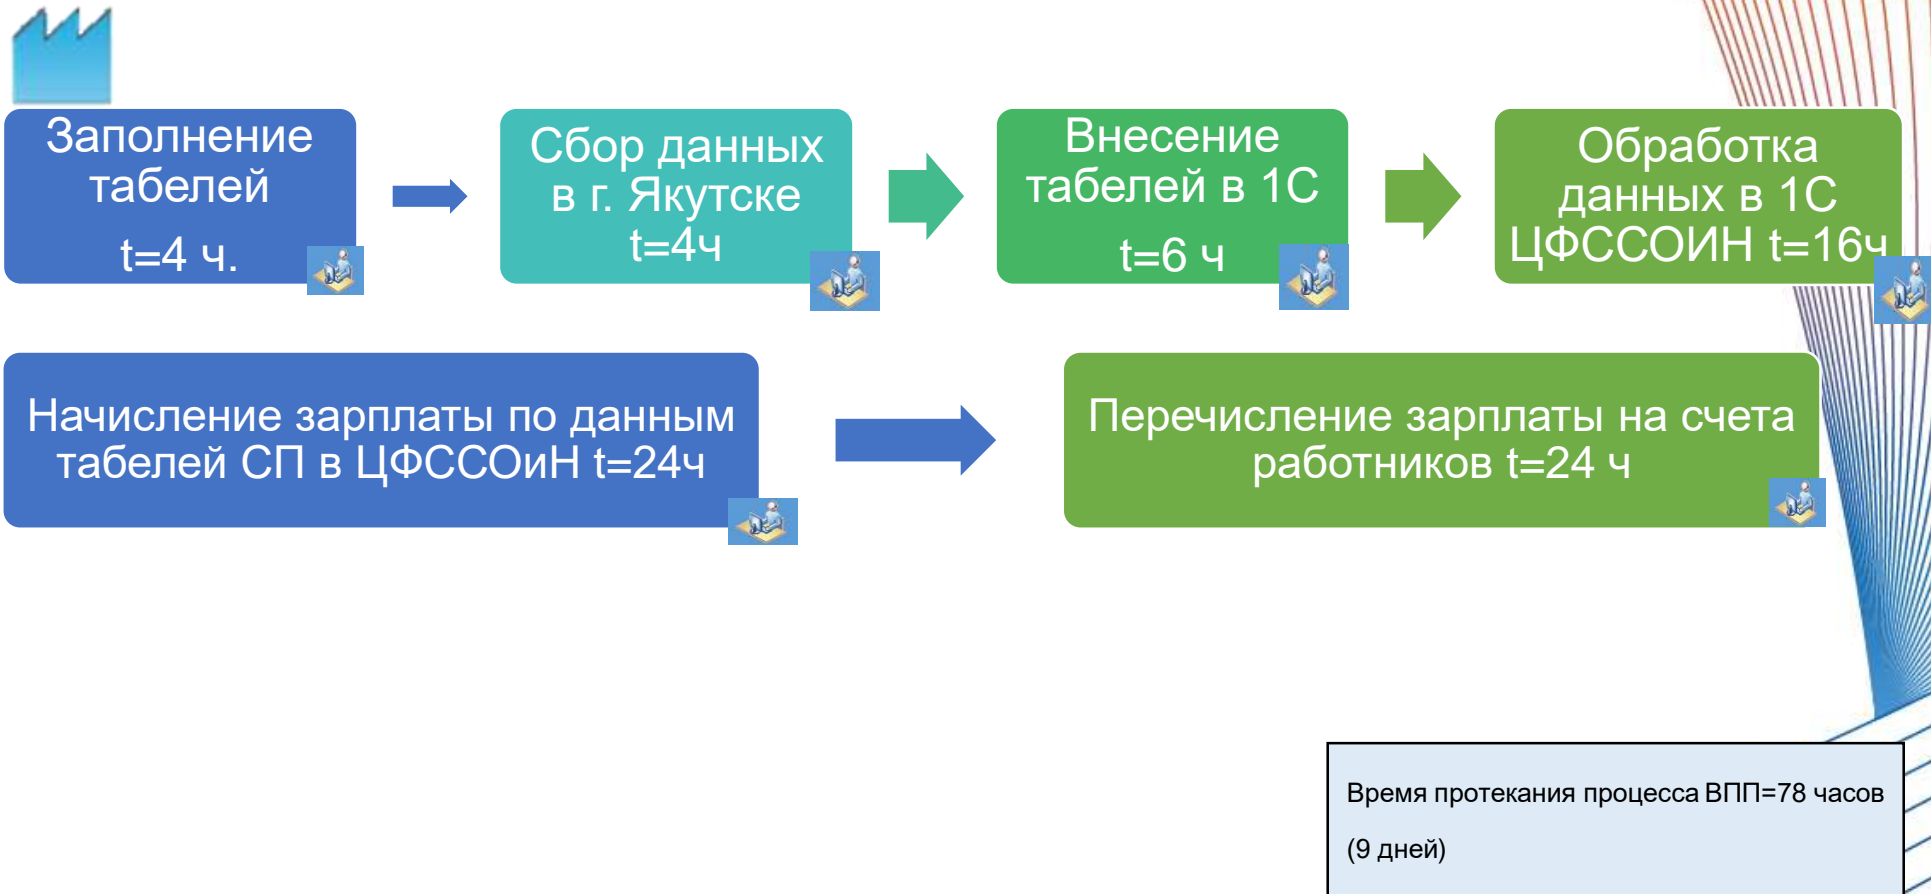 Заполнение
табелей
t=4 ч.
Сбор данных
в г. Якутске
t=4ч
Внесение
табелей в 1С
t=6 ч
Обработка
данных в 1С
ЦФССОИН t=16ч
Начисление зарплаты по данным
табелей СП в ЦФССОиН t=24ч
Перечисление зарплаты на счета
работников t=24 ч
Время протекания процесса ВПП=78 часов
(9 дней)